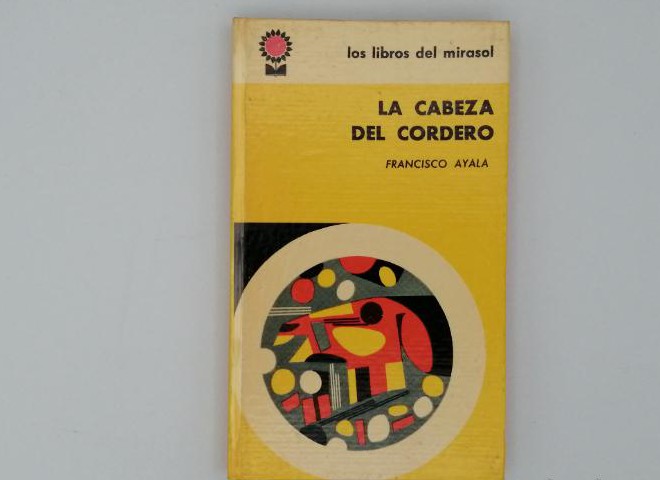 los libros del mirasol
LA CABEZA
DEL CORDERO
FRANCISCO AYALA